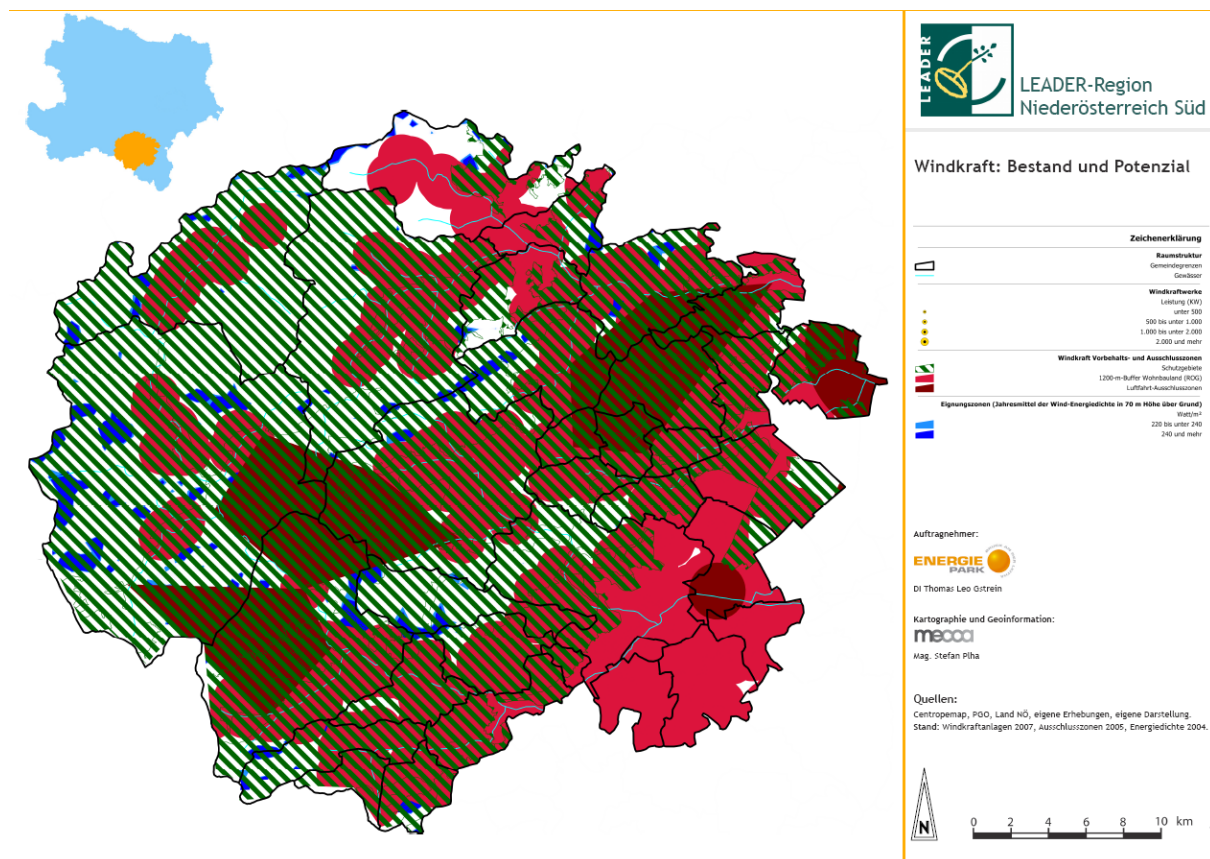 LEADER
LEADER-Region
Niederösterreich Süd
Windkraft: Bestand und Potenzial
Zeichenerklärung
Raumstruktur
Gemeindegrenzen
Gewässer
Windkraftwerke
Leistung (KW)
unter 500
500 bis unter 1.000
1.000 bis unter 2.000
2.000 und mehr
Windkraft Vorbehalts- und Ausschlusszonen
Schutzgebiete
1200-m-Buffer Wohnbauland (ROG)
Luftfahrt-Ausschlusszonen
Eignungszonen (Jahresmittel der Wind-Energiedichte in 70 m Höhe über Grund)
Watt/m²
220 bis unter 240
240 und mehr
Auftragnehmer:
ENERGIE
PARK
DI Thomas Leo Gstrein
Kartographie und Geoinformation:
mecca
Mag. Stefan Plha
Quellen:
Centropemap, PGO, Land NÖ, eigene Erhebungen, eigene Darstellung.
Stand: Windkraftanlagen 2007, Ausschlusszonen 2005, Energiedichte 2004.
N
0 2 4 6 8 10 km